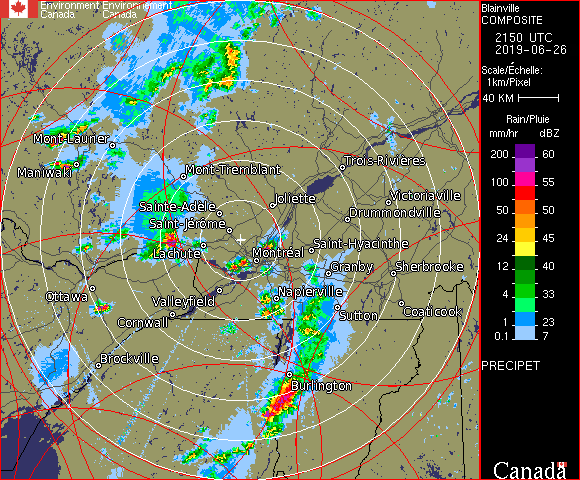 Environment Environnement
Canada Canada
Blainville
COMPOSITE
2150 UTC
2019-06-26
Scale/Échelle:
1km/Pixel
40 KM
Rain/Pluie
mm/hr dBZ
200 60
150 57
100 55
50 50
24 45
12 40
4 33
1 23
0.1 7
PRECIPET
Canada
Mont-Laurier
Maniwaki
Mont-Tremblant
Trois-Rivières
Joliette
Victoriaville
Sainte-Adèle
Drummondville
Saint-Jérôme
Lachute
Montréal
Saint-Hyacinthe
Granby
Sherbrooke
Ottawa
Valleyfield
Napierville
Cornwall
Sutton
Coaticook
Brockville
Burlington